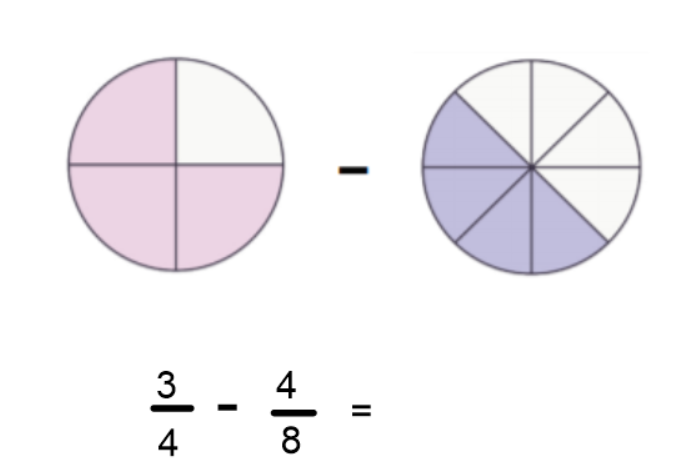 -
3/4 - 4/8 =